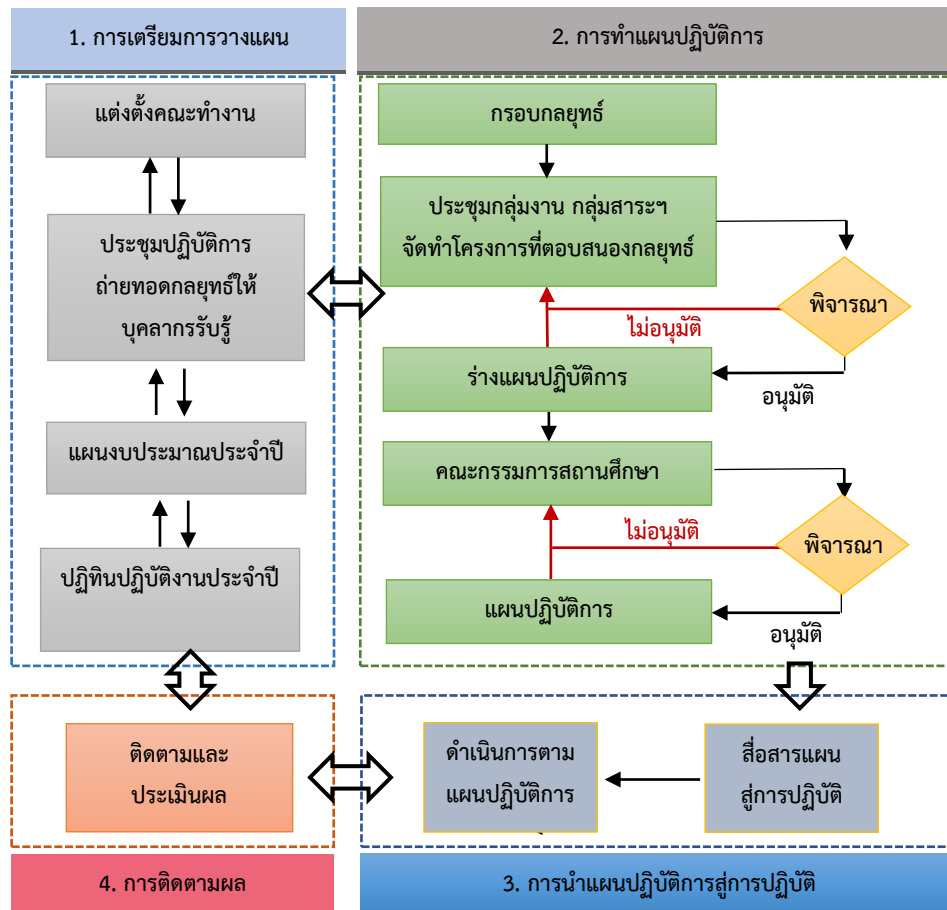 1. การเตรียมการวางแผน
แต่งตั้งคณะทำงาน
ประชุมปฏิบัติการ
ถ่ายทอดกลยุทธ์ให้
บุคลากรรับรู้
แผนงบประมาณประจำปี
ปฏิทินปฏิบัติงานประจำปี
2. การทำแผนปฏิบัติการ
กรอบกลยุทธ์
ประชุมกลุ่มงาน กลุ่มสาระฯ
จัดทำโครงการที่ตอบสนองกลยุทธ์
พิจารณา
ไม่อนุมัติ
อนุมัติ
ร่างแผนปฏิบัติการ
คณะกรรมการสถานศึกษา
พิจารณา
ไม่อนุมัติ
อนุมัติ
แผนปฏิบัติการ
สื่อสารแผน
สู่การปฏิบัติ
ดำเนินการตาม
แผนปฏิบัติการ
3. การนำแผนปฏิบัติการสู่การปฏิบัติ
ติดตามและ
ประเมินผล
4. การติดตามผล